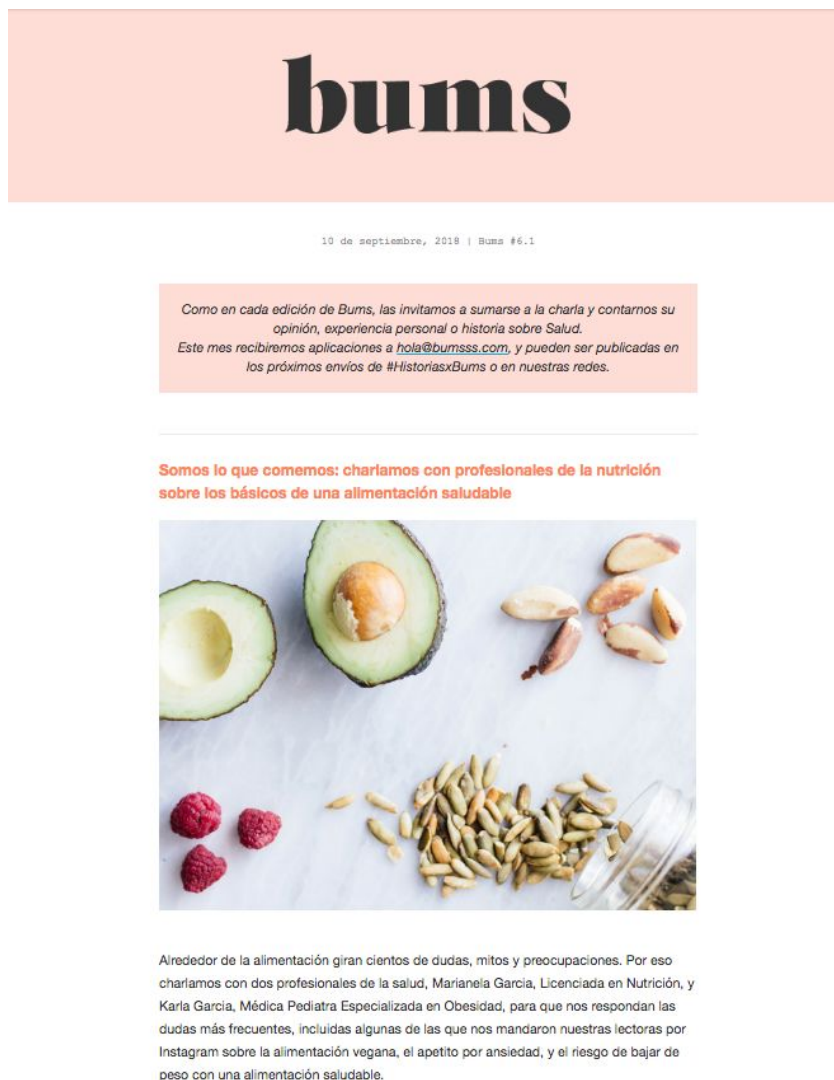 bums
10 de septiembre, 2018 | Bums #6.1
Como en cada edición de Bums, las invitamos a sumarse a la charla y contarnos su
opinión, experiencia personal o historia sobre Salud.
Este mes recibiremos aplicaciones a hola@bumsss.com, y pueden ser publicadas en
los próximos envíos de #HistoriasxBums o en nuestras redes.
Somos lo que comemos: charlamos con profesionales de la nutrición
sobre los básicos de una alimentación saludable
Alrededor de la alimentación giran cientos de dudas, mitos y preocupaciones. Por eso
charlamos con dos profesionales de la salud, Marianela Garcia, Licenciada en Nutrición, y
Karla Garcia, Médica Pediatra Especializada en Obesidad, para que nos respondan las
dudas más frecuentes, incluidas algunas de las que nos mandaron nuestras lectoras por
Instagram sobre la alimentación vegana, el apetito por ansiedad, y el riesgo de bajar de
peso con una alimentación saludable.